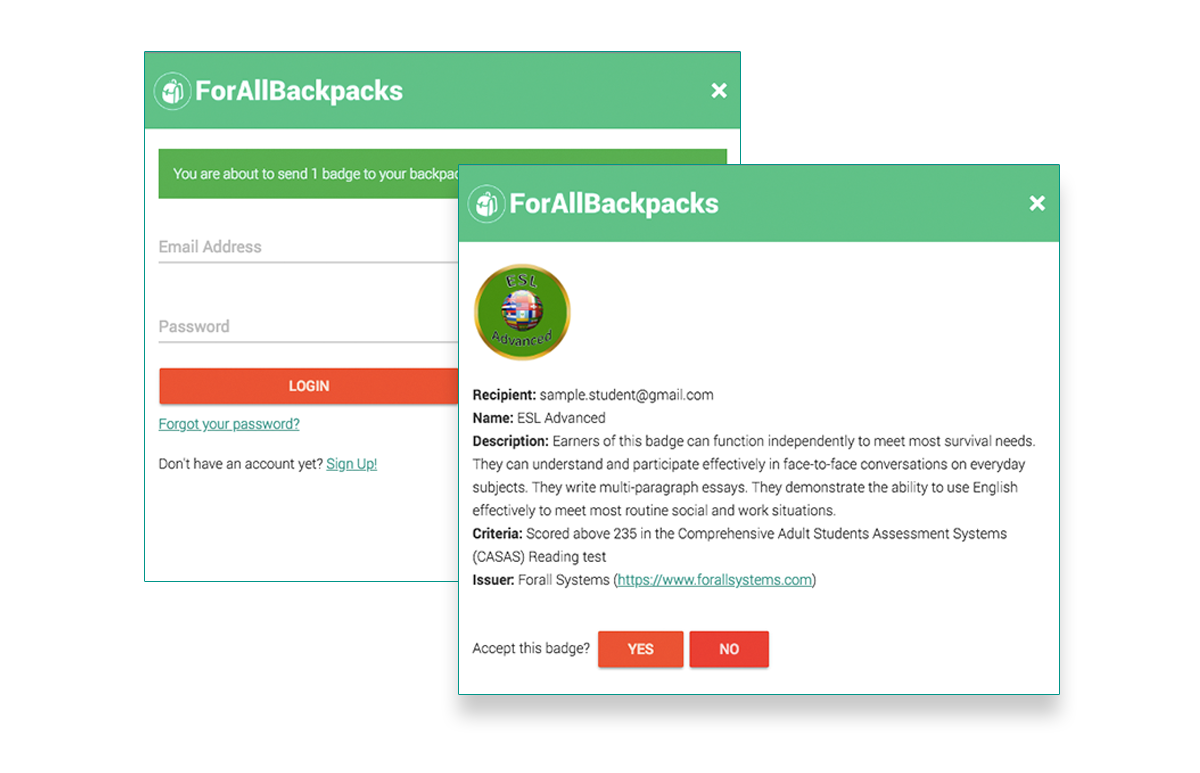 ForAllBackpacks
You are about to send 1 badge to your
Email Address
Password
LOGIN
Forgot your password?
Don't have an account yet? Sign Up!
ForAllBackpacks
ESL
Advanced
Recipient: sample.student@gmail.com
Name: ESL Advanced
Description: Earners of this badge can function independently to meet most survival needs.
They can understand and participate effectively in face-to-face conversations on everyday
subjects. They write multi-paragraph essays. They demonstrate the ability to use English
effectively to meet most routine social and work situations.
Criteria: Scored above 235 in the Comprehensive Adult Students Assessment Systems
(CASAS) Reading test
Issuer: Forall Systems (https://www.forallsystems.com)
Accept this badge? YES NO